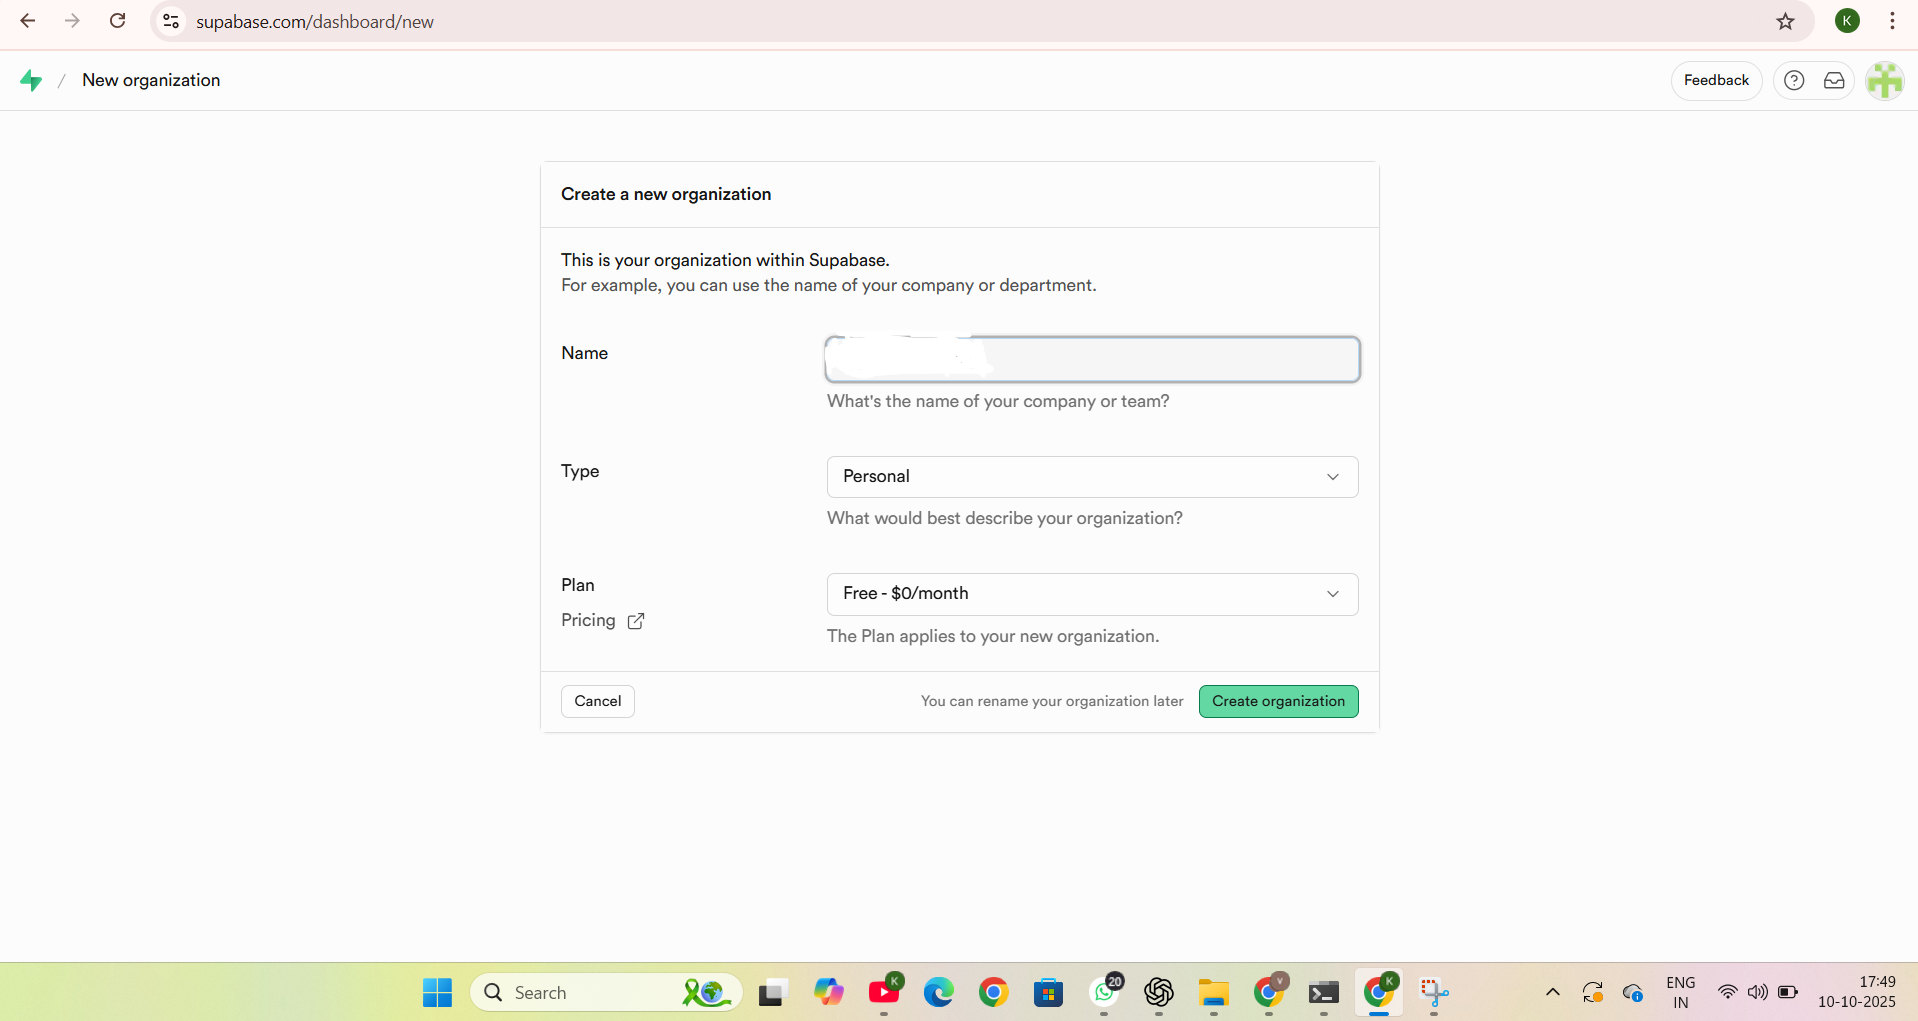 supabase.com/dashboard/new
K
/ New organization
Feedback
Create a new organization
This is your organization within Supabase.
For example, you can use the name of your company or department.
Name
What's the name of your company or team?
Type
Personal
What would best describe your organization?
Plan
Pricing
Free - $0/month
The Plan applies to your new organization.
Cancel
You can rename your organization later
Create organization
Search
K
20
V
K
ENG
IN
17:49
10-10-2025